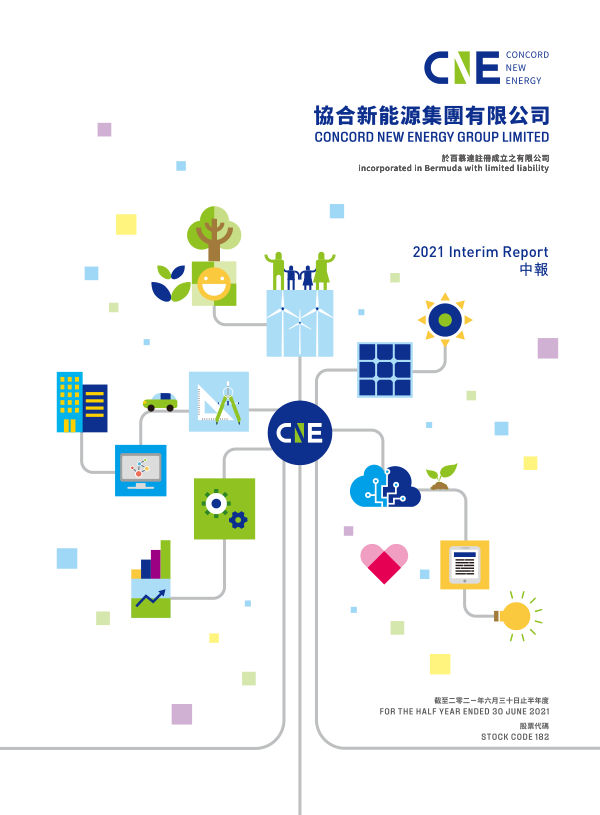 CNE
CONCORD
NEW
ENERGY
協合新能源集團有限公司
CONCORD NEW ENERGY GROUP LIMITED
於百慕達註冊成立之有限公司
incorporated in Bermuda with limited liability
2021 Interim Report
中報
CNE
截至二零二一年六月三十日止半年度
FOR THE HALF YEAR ENDED 30 JUNE 2021
股票代碼
STOCK CODE 182